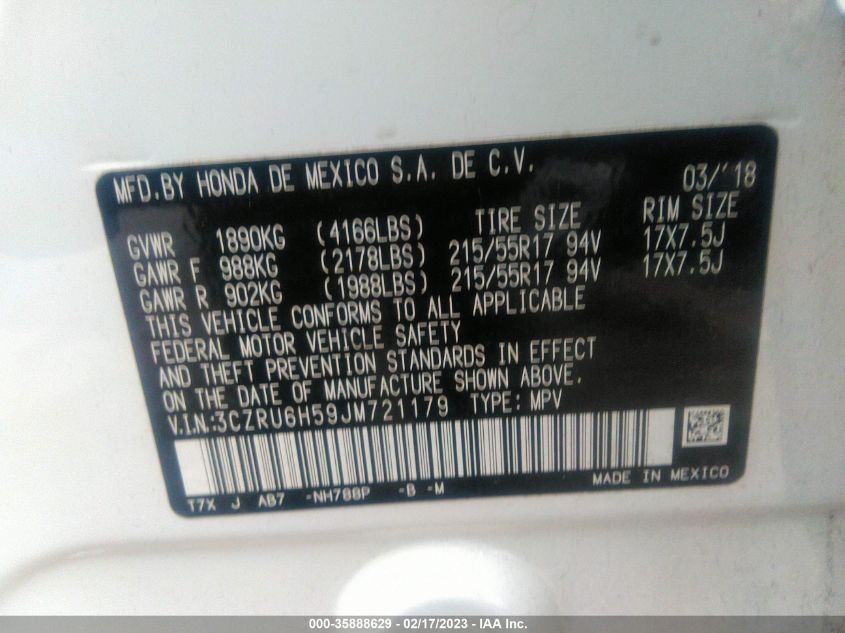 MFD. BY HONDA DE MEXICO S.A. DE C.V. 03/'18
GVWR 1890KG (4166LBS) TIRE SIZE RIM SIZE
GAWR F 988KG (2178LBS) 215/55R17 94V 17X7.5J
GAWR R 902KG (1988LBS) 215/55R17 94V 17X7.5J
THIS VEHICLE CONFORMS TO ALL APPLICABLE
FEDERAL MOTOR VEHICLE SAFETY
AND THEFT PREVENTION STANDARDS IN EFFECT
ON THE DATE OF MANUFACTURE SHOWN ABOVE.
V.I.N.:3CZRU6H59JM721179 TYPE: MPV
T7X J AB7 -NH788P -B -M MADE IN MEXICO
000-35888629 - 02/17/2023 - IAA Inc.